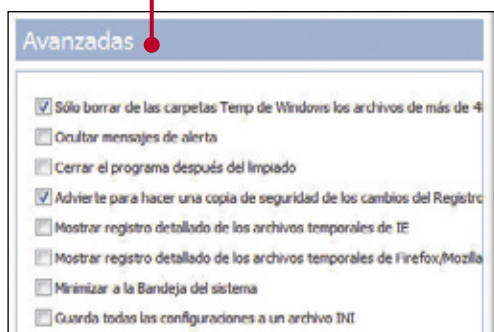 Avanzadas
Sólo borrar de las carpetas Temp de Windows los archivos de más de 4
Ocultar mensajes de alerta
Cerrar el programa después del limpiado
Advierte para hacer una copia de seguridad de los cambios del Registro
Mostrar registro detallado de los archivos temporales de IE
Mostrar registro detallado de los archivos temporales de Firefox/Mozilla
Minimizar a la Bandeja del sistema
Guarda todas las configuraciones a un archivo INI